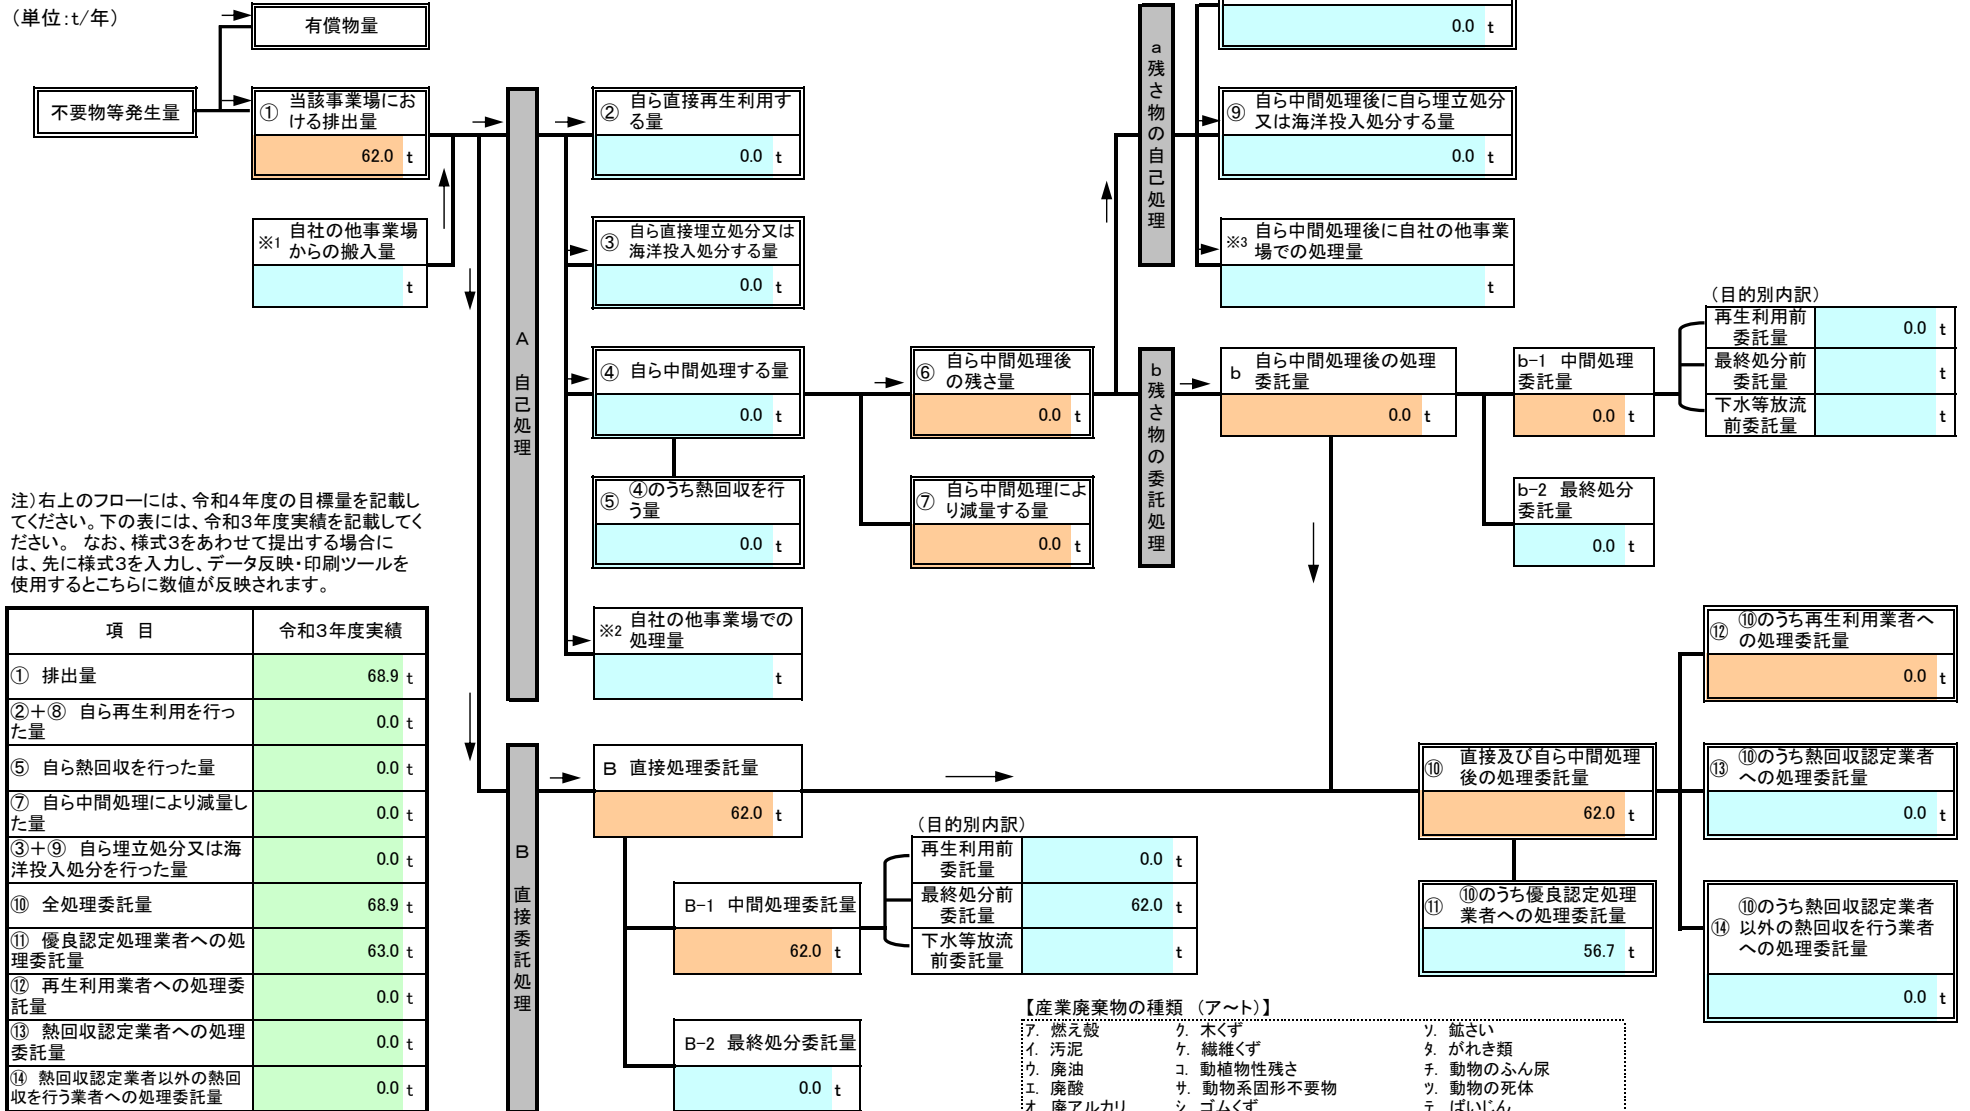 （単位：t/年）
有償物量
不要物等発生量
① 当該事業場にお
ける排出量
62.0 t
※1 自社の他事業場
からの搬入量
t
A 自己処理
② 自ら直接再生利用す
る量
0.0 t
③ 自ら直接埋立処分又は
海洋投入処分する量
0.0 t
④ 自ら中間処理する量
0.0 t
⑤ ④のうち熱回収を行
う量
0.0 t
※2 自社の他事業場での
処理量
t
⑥ 自ら中間処理後
の残さ量
0.0 t
⑦ 自ら中間処理によ
り減量する量
0.0 t
a 残さ物の自己処理
0.0 t
⑨ 自ら中間処理後に自ら埋立処分
又は海洋投入処分する量
0.0 t
※3 自ら中間処理後に自社の他事業
場での処理量
t
b 残さ物の委託処理
b 自ら中間処理後の処理
委託量
0.0 t
b-1 中間処理
委託量
0.0 t
（目的別内訳）
再生利用前
委託量
0.0 t
最終処分前
委託量
t
下水等放流
前委託量
t
b-2 最終処分
委託量
0.0 t
注）右上のフローには、令和4年度の目標量を記載し
てください。下の表には、令和3年度実績を記載してく
ださい。 なお、様式3をあわせて提出する場合に
は、先に様式3を入力し、データ反映・印刷ツールを
使用するとこちらに数値が反映されます。
項 目 令和3年度実績
① 排出量 68.9 t
②＋⑧ 自ら再生利用を行っ
た量 0.0 t
⑤ 自ら熱回収を行った量 0.0 t
⑦ 自ら中間処理により減量し
た量 0.0 t
③＋⑨ 自ら埋立処分又は海
洋投入処分を行った量 0.0 t
⑩ 全処理委託量 68.9 t
⑪ 優良認定処理業者への処
理委託量 63.0 t
⑫ 再生利用業者への処理委
託量 0.0 t
⑬ 熱回収認定業者への処理
委託量 0.0 t
⑭ 熱回収認定業者以外の熱回
収を行う業者への処理委託量 0.0 t
B 直接委託処理
B 直接処理委託量
62.0 t
B-1 中間処理委託量
62.0 t
（目的別内訳）
再生利用前
委託量
0.0 t
最終処分前
委託量
62.0 t
下水等放流
前委託量
t
B-2 最終処分委託量
0.0 t
⑩ 直接及び自ら中間処理
後の処理委託量
62.0 t
⑪ ⑩のうち優良認定処理
業者への処理委託量
56.7 t
⑫ ⑩のうち再生利用業者へ
の処理委託量
0.0 t
⑬ ⑩のうち熱回収認定業者
への処理委託量
0.0 t
⑭ ⑩のうち熱回収認定業者
以外の熱回収を行う業者
への処理委託量
0.0 t
【産業廃棄物の種類 （ア～ト）】
ア. 燃え殻 ク. 木くず ソ. 鉱さい
イ. 汚泥 ケ. 繊維くず タ. がれき類
ウ. 廃油 コ. 動植物性残さ チ. 動物のふん尿
エ. 廃酸 サ. 動物系固形不要物 ツ. 動物の死体
オ. 廃アルカリ シ. ゴムくず テ. ばいじん